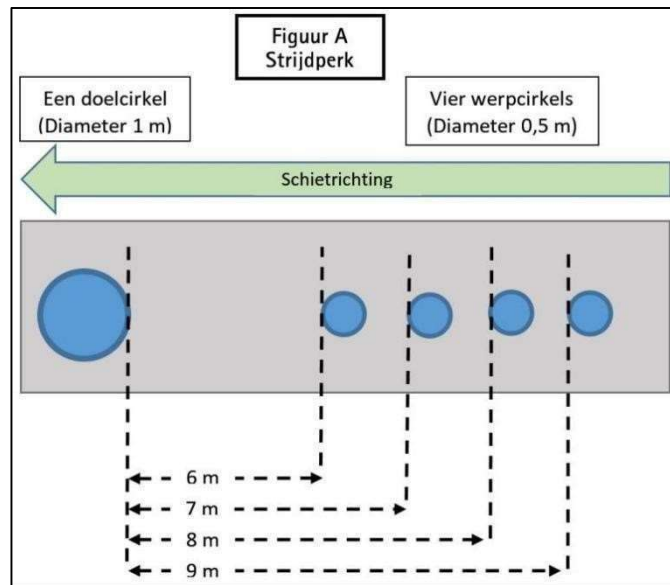 Figuur A
Strijdperk
Een doelcirkel
(Diameter 1 m)
Vier werpcirkels
(Diameter 0,5 m)
Schietrichting
6 m
7 m
8 m
9 m